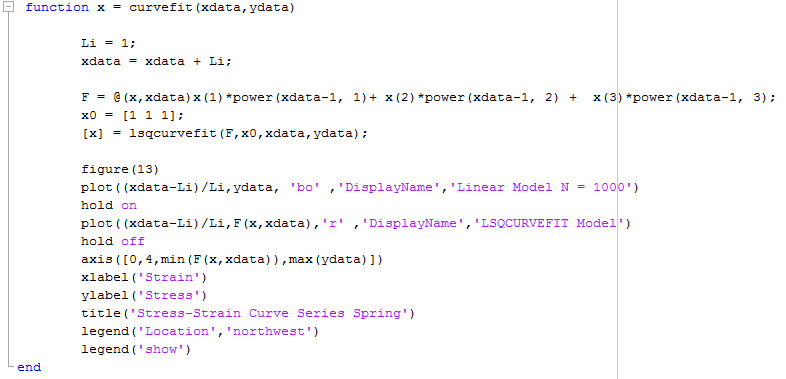 function x = curvefit(xdata,ydata)
Li = 1;
xdata = xdata + Li;
F = @(x,xdata)x(1)*power(xdata-1, 1)+ x(2)*power(xdata-1, 2) +  x(3)*power(xdata-1, 3);
x0 = [1 1 1];
[x] = lsqcurvefit(F,x0,xdata,ydata);
figure(13)
plot((xdata-Li)/Li,ydata, 'bo' ,'DisplayName','Linear Model N = 1000')
hold on
plot((xdata-Li)/Li,F(x,xdata),'r' ,'DisplayName','LSQCURVEFIT Model')
hold off
axis([0,4,min(F(x,xdata)),max(ydata)])
xlabel('Strain')
ylabel('Stress')
title('Stress-Strain Curve Series Spring')
legend('Location','northwest')
legend('show')
end